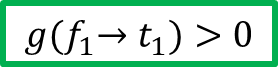 g(f₁→ t₁) > 0